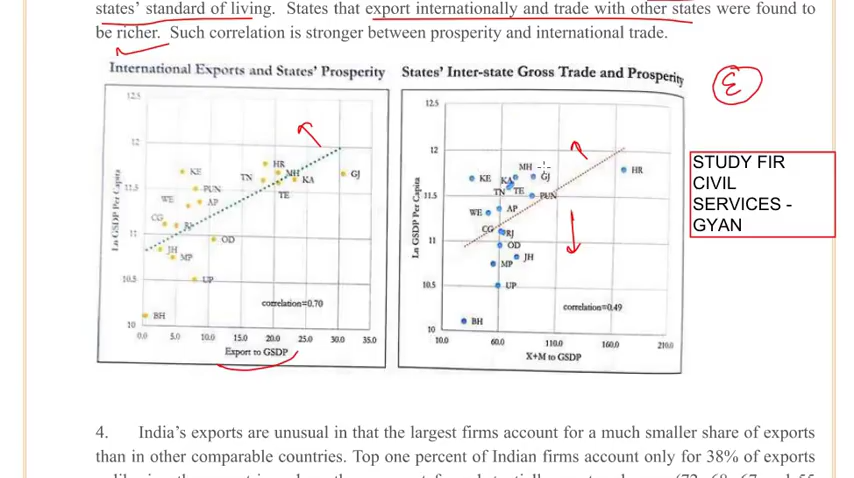 states' standard of living. States that export internationally and trade with other states were found to
be richer. Such correlation is stronger between prosperity and international trade.
International Exports and States' Prosperity
12.5
12
11.5
11
10.5
10
Ln GSDP Per Capita
KE
HR
TN
MH
KA
GJ
TE
PUN
WE
AP
CG
RJ
OD
JH
MP
UP
BH
correlation=0.70
0.0 5.0 10.0 15.0 20.0 25.0 30.0 35.0
Export to GSDP
States' Inter-state Gross Trade and Prosperity
12.5
12
11.5
11
10.5
10
Ln GSDP Per Capita
MH
GJ
HR
KE
KA
TN
TE
PUN
WE
AP
CG
RJ
OD
JH
MP
UP
BH
correlation=0.49
10.0 60.0 110.0 160.0 210.0
X+M to GSDP
STUDY FIR
CIVIL
SERVICES -
GYAN
4. India's exports are unusual in that the largest firms account for a much smaller share of exports
than in other comparable countries. Top one percent of Indian firms account only for 38% of exports